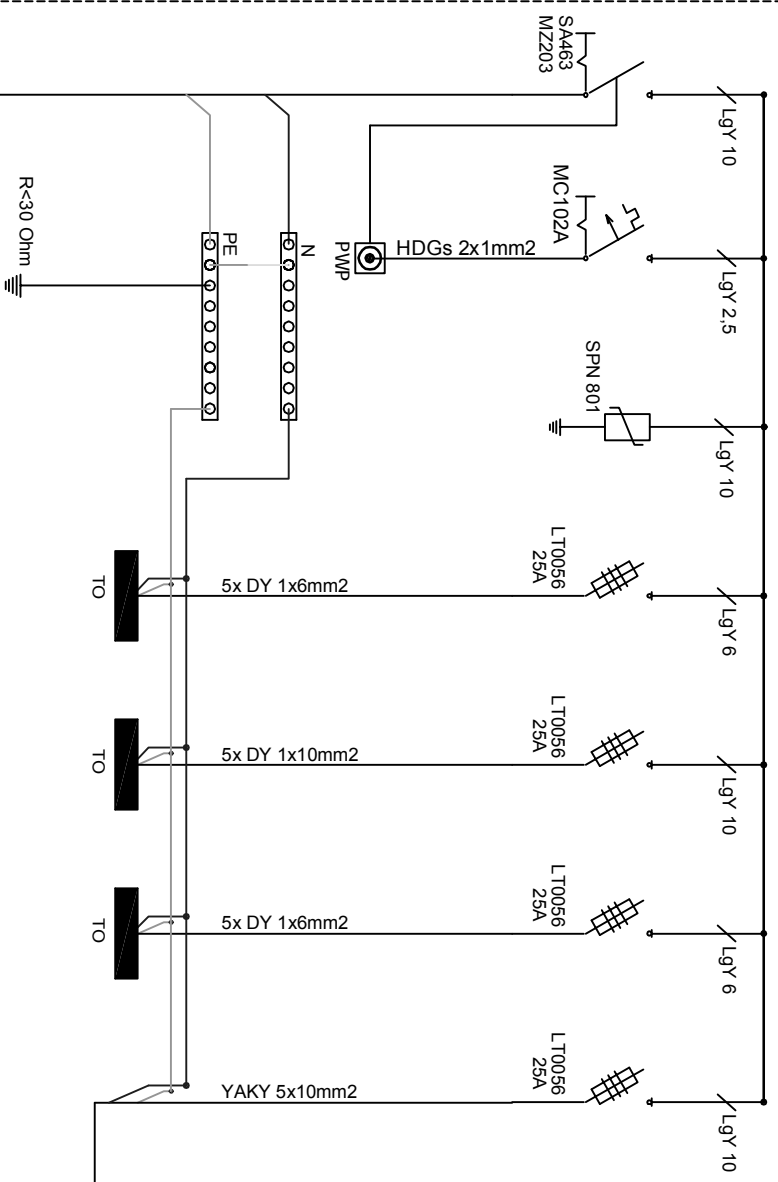 SA463
MZ203
LgY 10
MC102A
LgY 2,5
HDGs 2x1mm2
PWP
R<30 Ohm
PE
N
SPN 801
LgY 10
LT0056
25A
LgY 6
5x DY 1x6mm2
TO
LT0056
25A
LgY 10
5x DY 1x10mm2
TO
LT0056
25A
LgY 6
5x DY 1x6mm2
TO
LT0056
25A
LgY 10
YAKY 5x10mm2